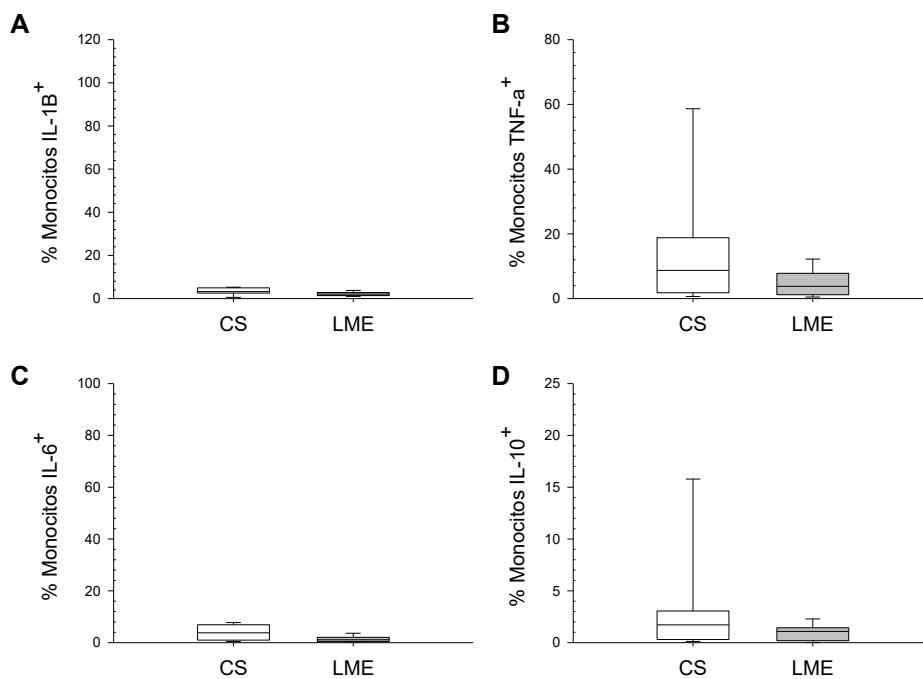 A
% Monocitos IL-1B+
120
100
80
60
40
20
0
CS
LME
B
% Monocitos TNF-a+
80
60
40
20
0
CS
LME
C
% Monocitos IL-6+
100
80
60
40
20
0
CS
LME
D
% Monocitos IL-10+
25
20
15
10
5
0
CS
LME